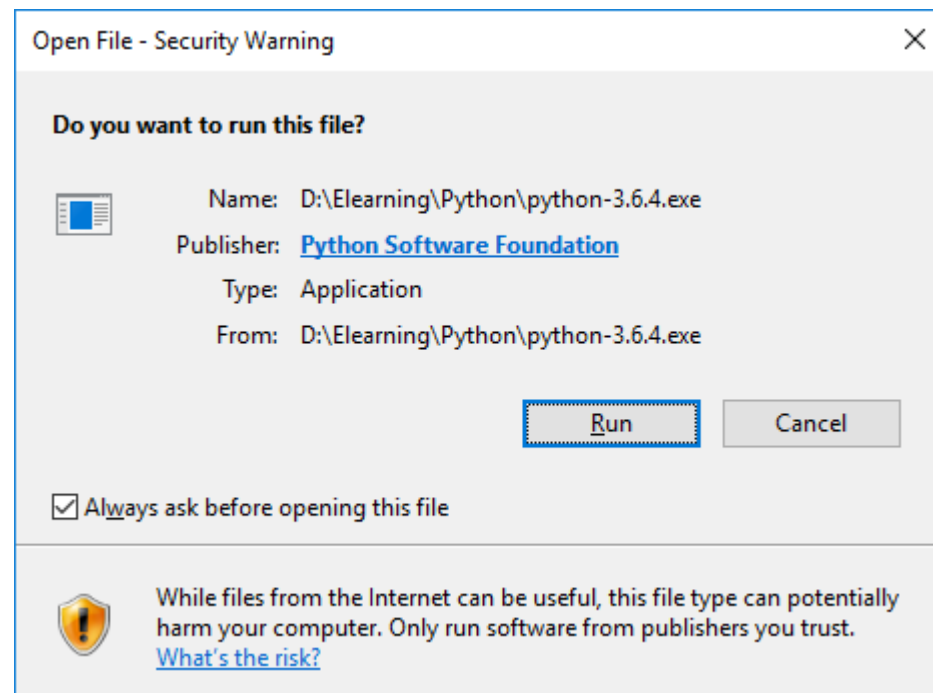 Open File - Security Warning
Do you want to run this file?
Name: D:\Elearning\Python\python-3.6.4.exe
Publisher: Python Software Foundation
Type: Application
From: D:\Elearning\Python\python-3.6.4.exe
Run Cancel
Always ask before opening this file
While files from the Internet can be useful, this file type can potentially
harm your computer. Only run software from publishers you trust.
What's the risk?